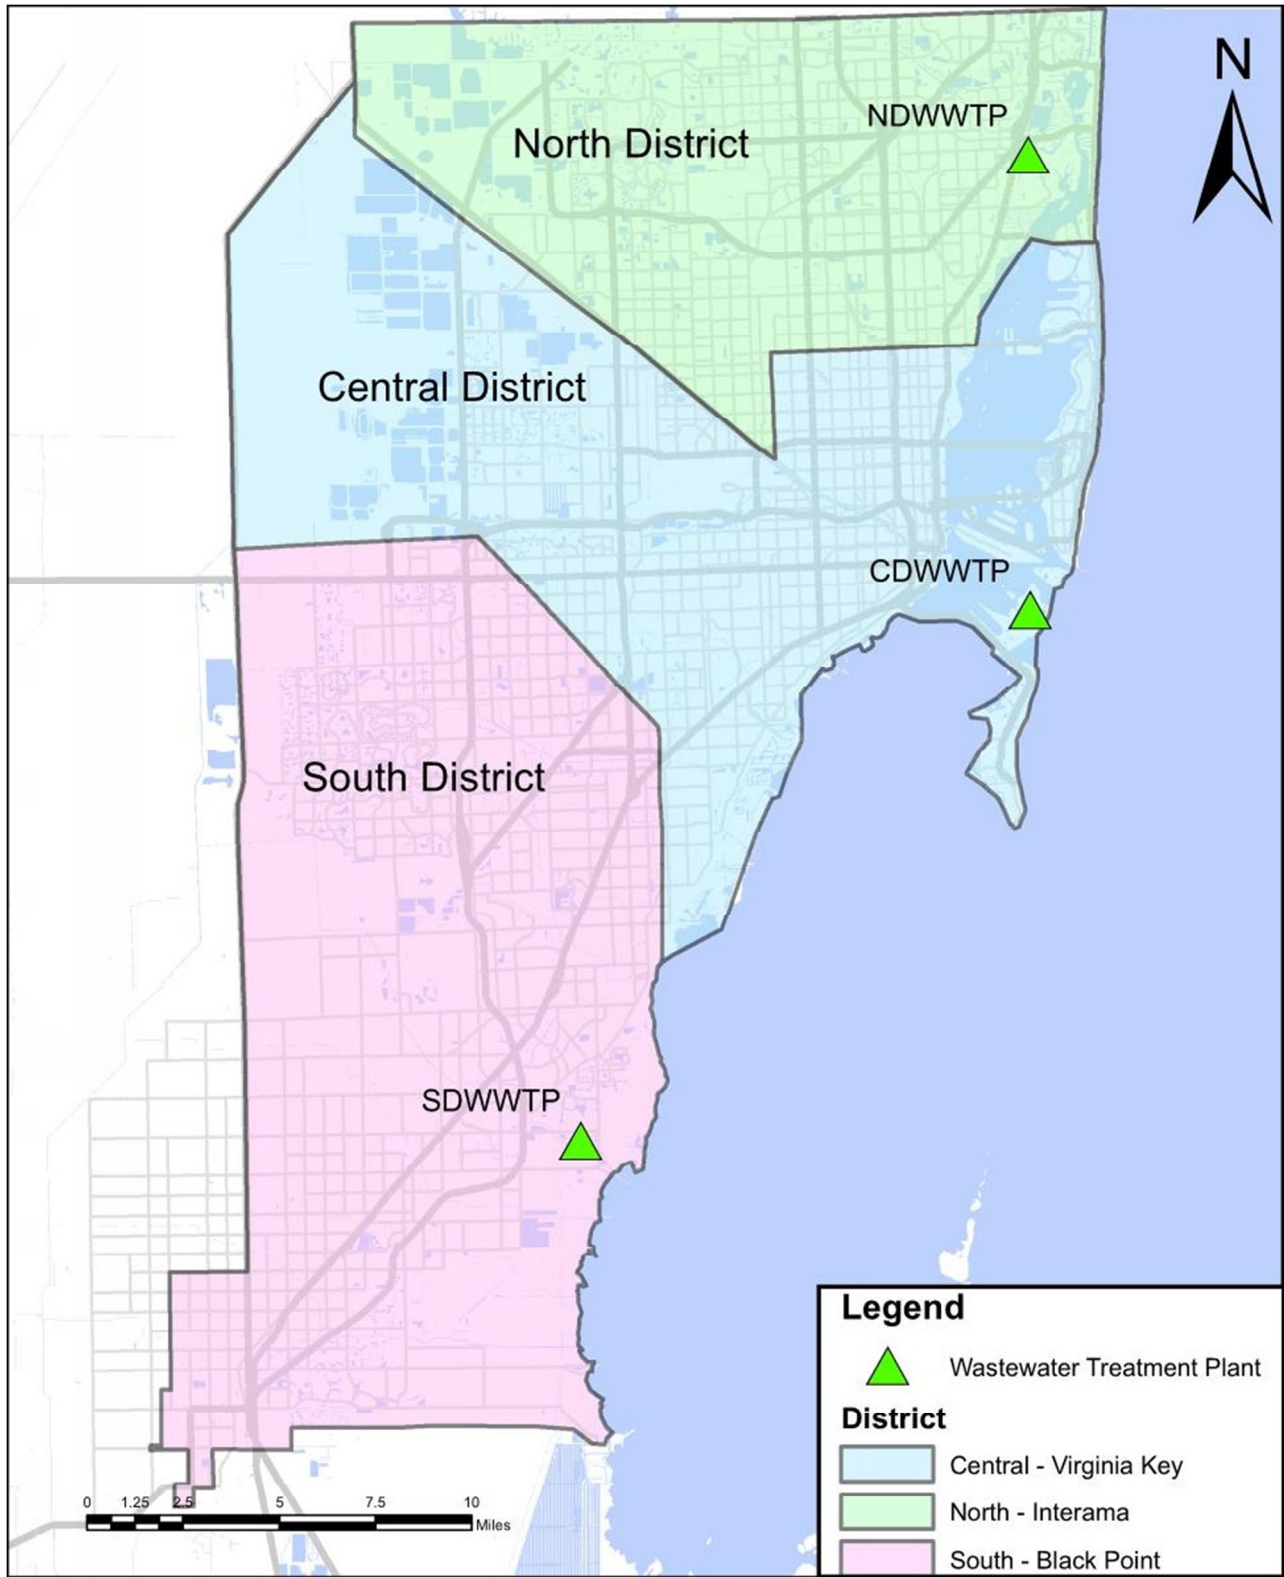 N
NDWWTP
North District
Central District
CDWWTP
South District
SDWWTP
Legend
Wastewater Treatment Plant
District
Central - Virginia Key
North - Interama
South - Black Point
0 1.25 2.5 5 7.5 10
Miles